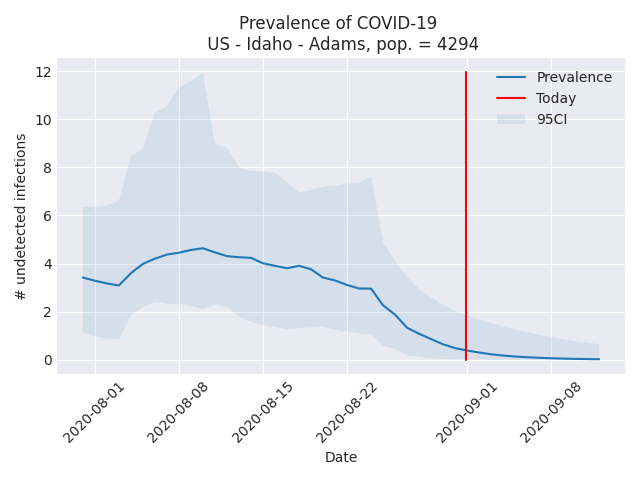 Prevalence of COVID-19
US - Idaho - Adams, pop. = 4294
Prevalence
Today
95CI
# undetected infections
12
10
8
6
4
2
0
2020-08-01
2020-08-08
2020-08-15
2020-08-22
2020-09-01
2020-09-08
Date